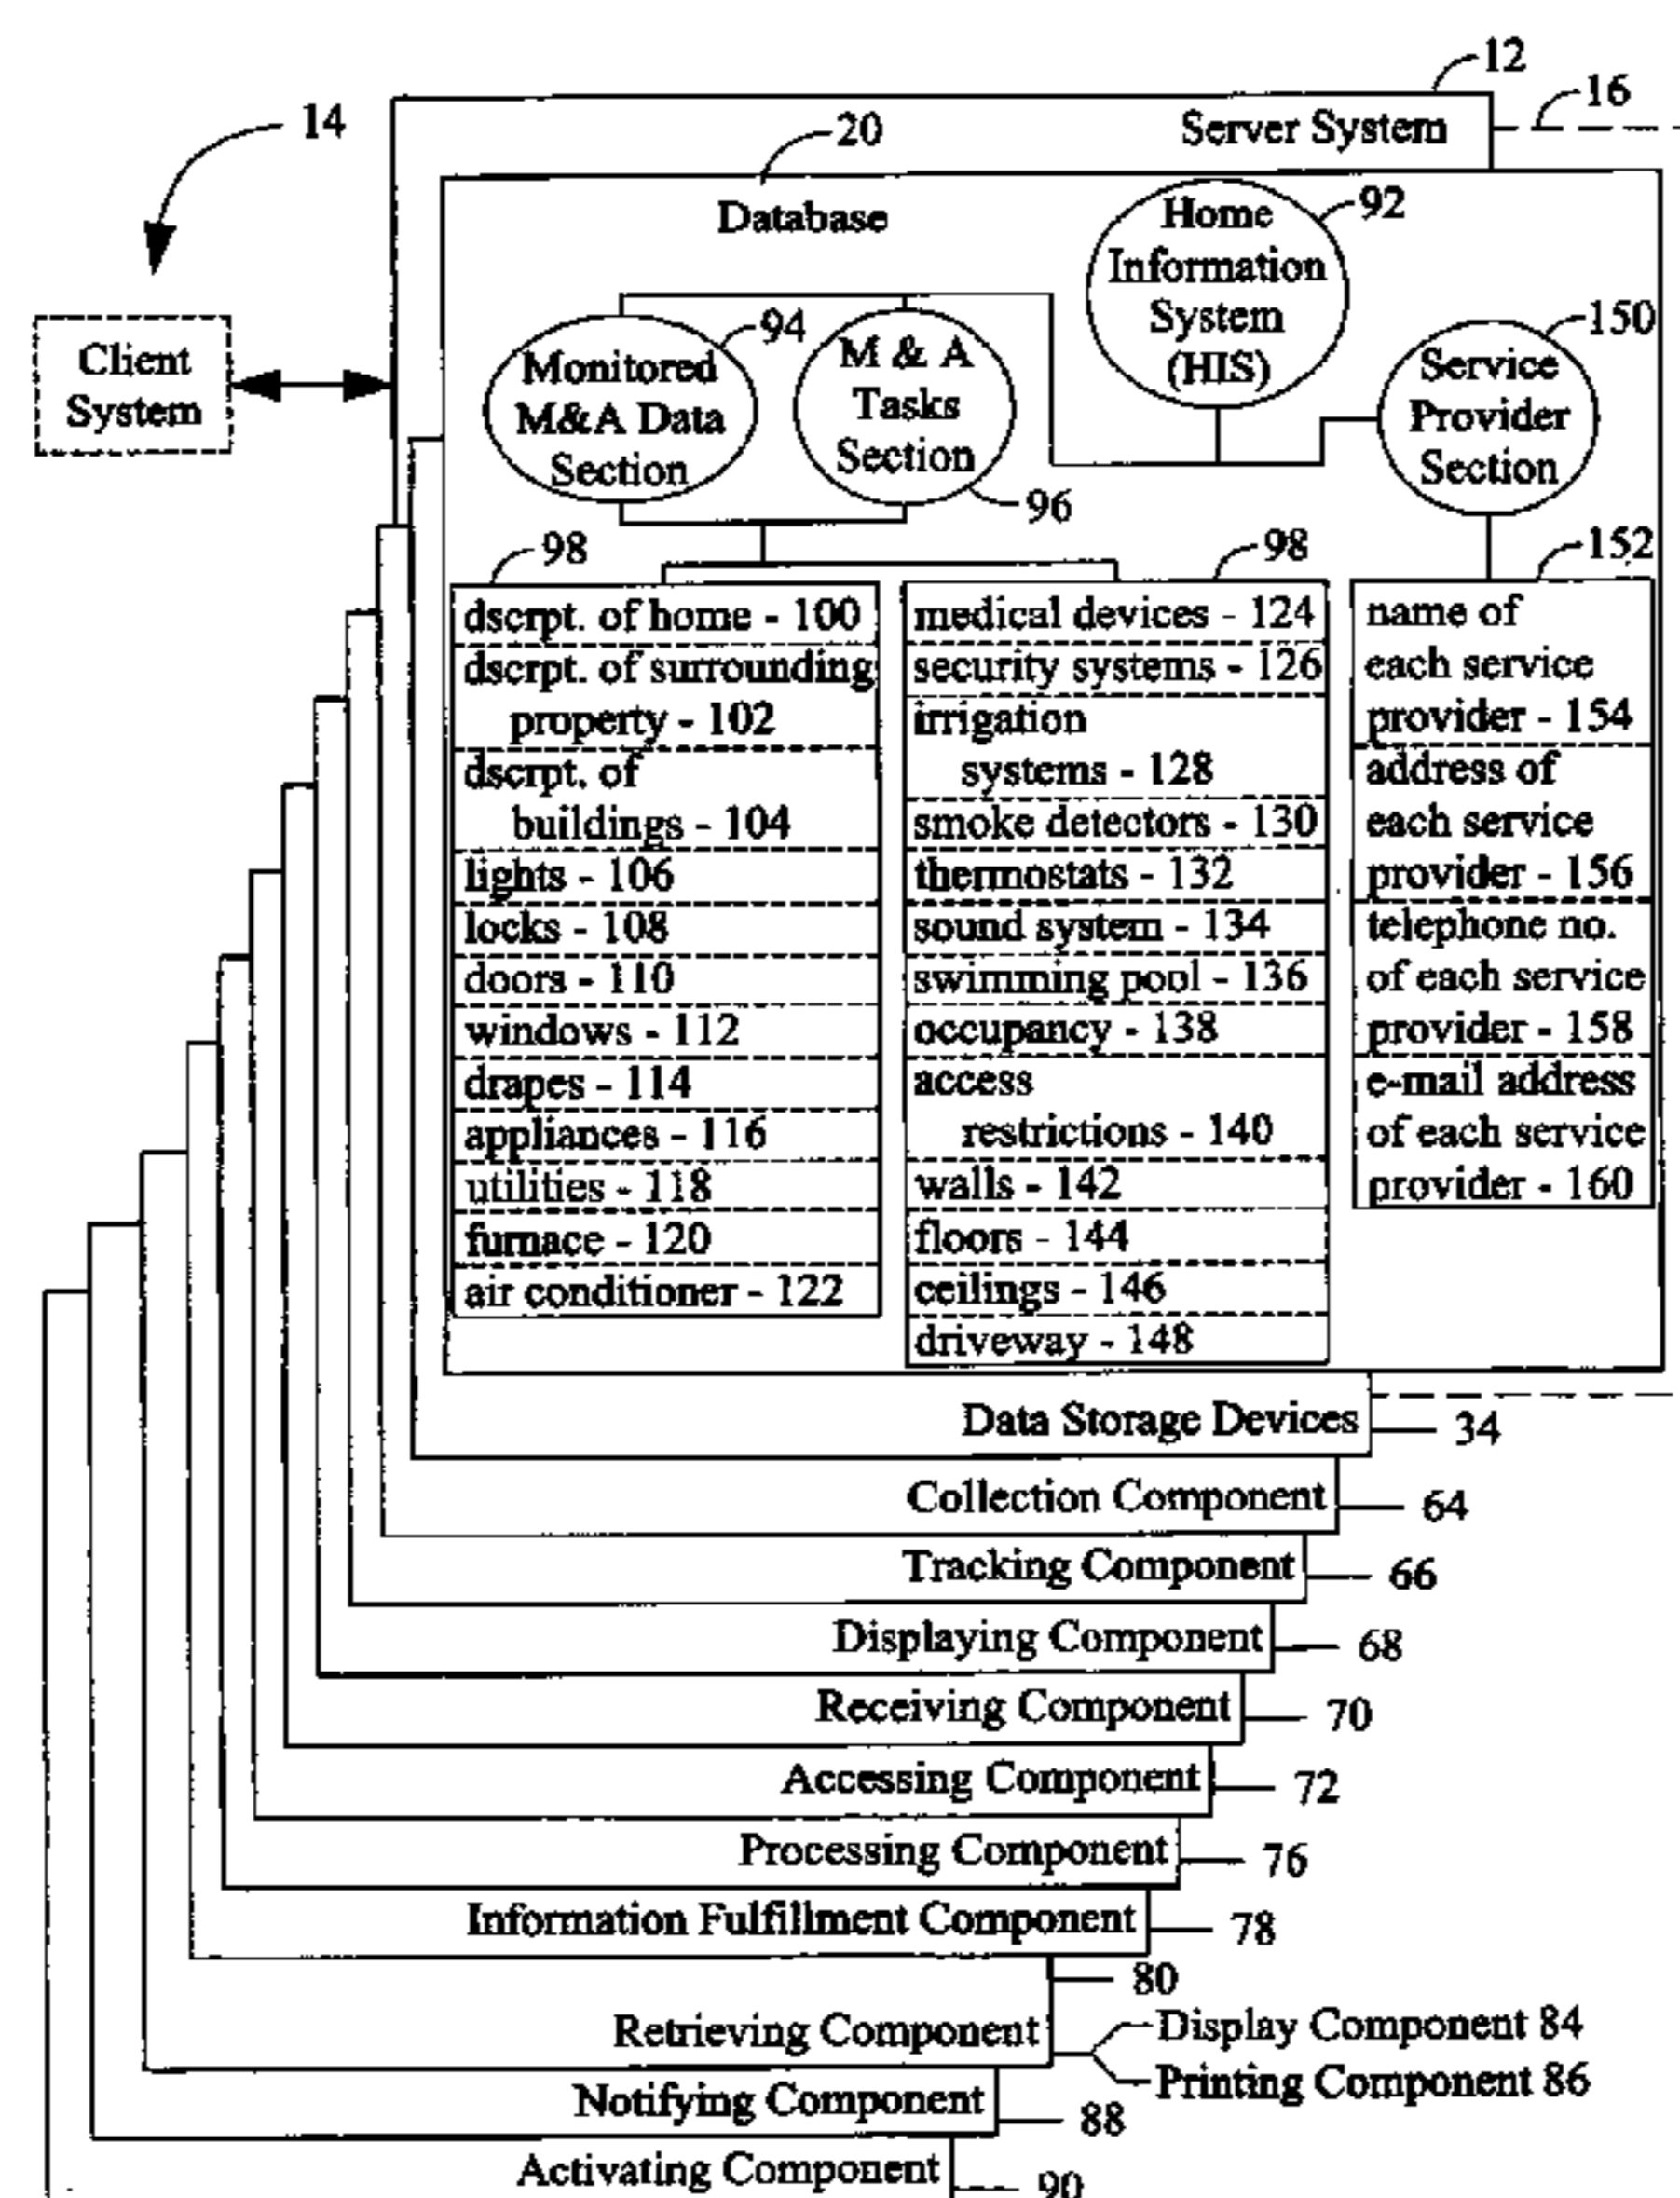 12
16
14
Server System
20
Database
Home
Information
System
(HIS)
92
Client
System
Monitored
M&A Data
Section
94
M & A
Tasks
Section
96
Service
Provider
Section
150
98
dscrpt. of home - 100
dscrpt. of surrounding
property - 102
dscrpt. of
buildings - 104
lights - 106
locks - 108
doors - 110
windows - 112
drapes - 114
appliances - 116
utilities - 118
furnace - 120
air conditioner - 122
98
medical devices - 124
security systems - 126
irrigation
systems - 128
smoke detectors - 130
thermostats - 132
sound system - 134
swimming pool - 136
occupancy - 138
access
restrictions - 140
walls - 142
floors - 144
ceilings - 146
driveway - 148
152
name of
each service
provider - 154
address of
each service
provider - 156
telephone no.
of each service
provider - 158
e-mail address
of each service
provider - 160
Data Storage Devices
34
Collection Component
64
Tracking Component
66
Displaying Component
68
Receiving Component
70
Accessing Component
72
Processing Component
76
Information Fulfillment Component
78
80
Retrieving Component
Display Component 84
Printing Component 86
Notifying Component
88
Activating Component
90